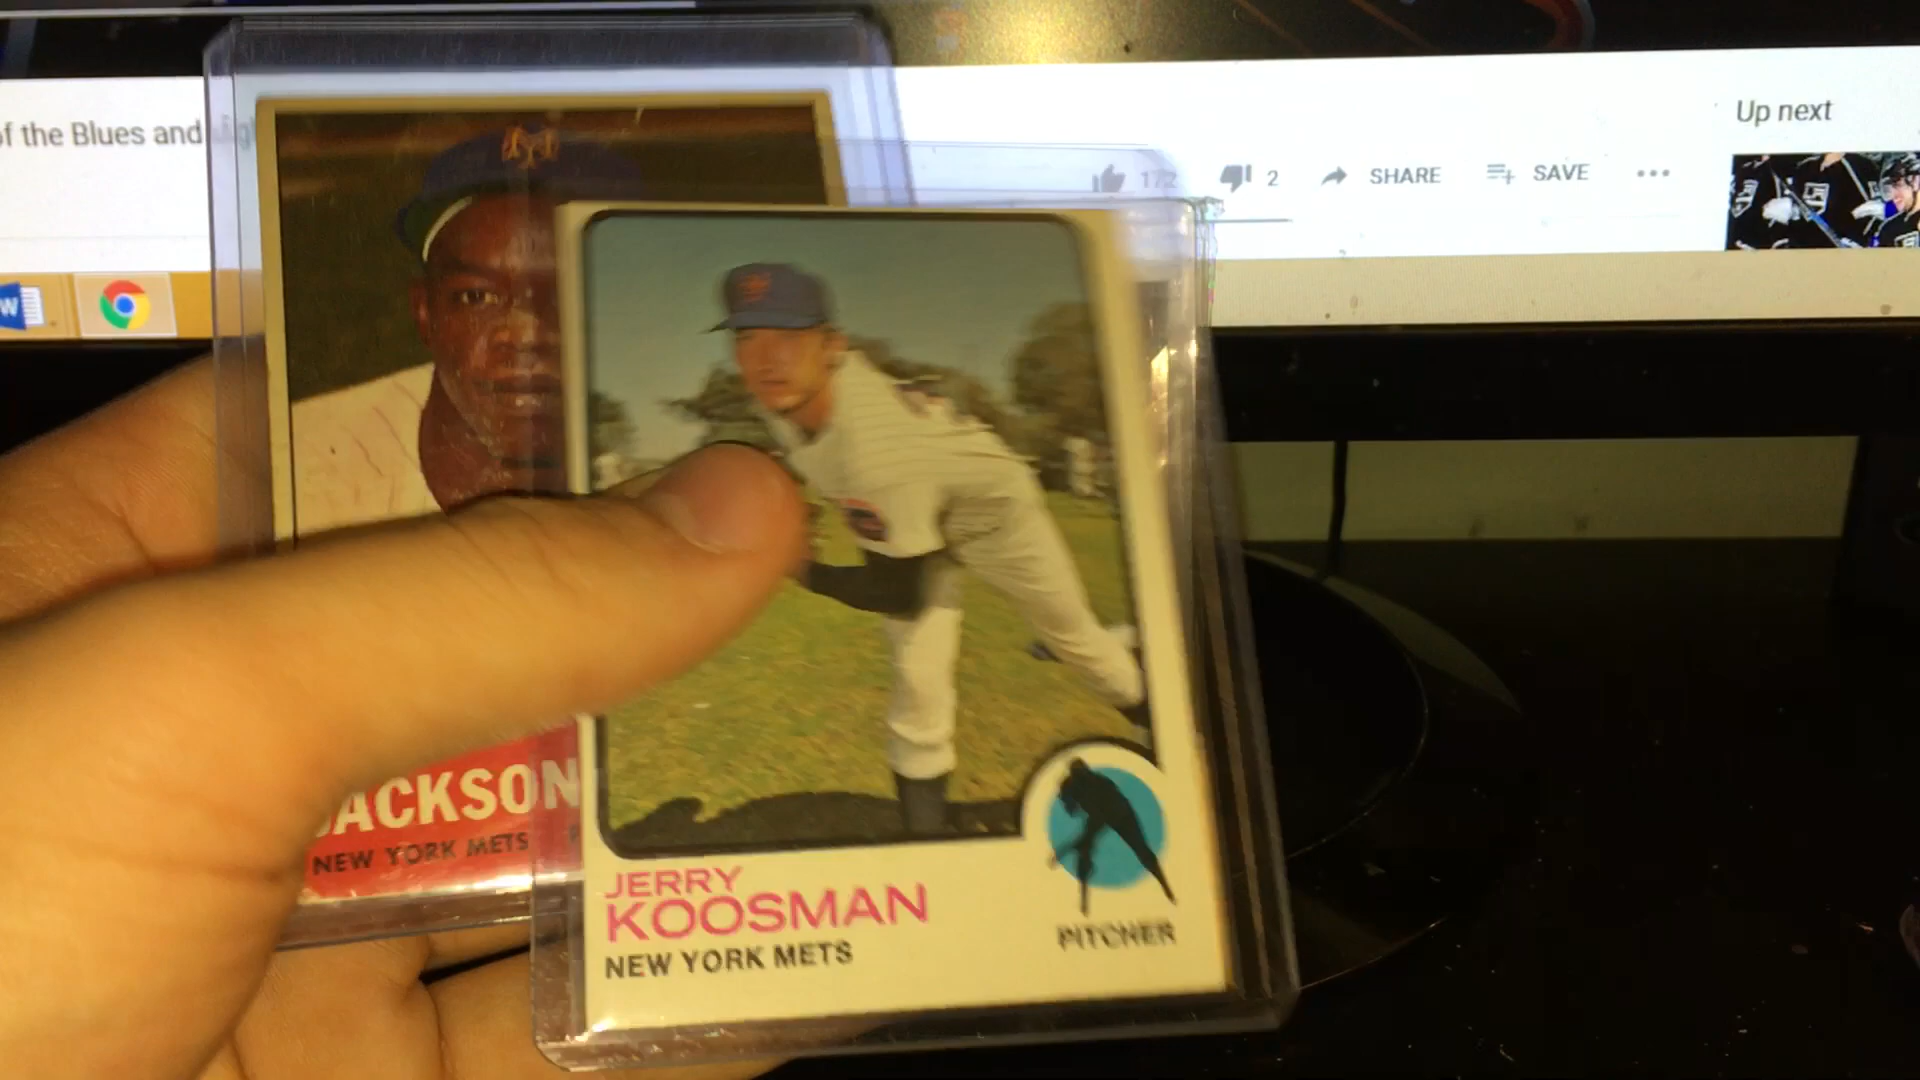 of the Blues and
172
2
SHARE
SAVE
Up next
W
JACKSON
NEW YORK METS
JERRY
KOOSMAN
NEW YORK METS
PITCHER